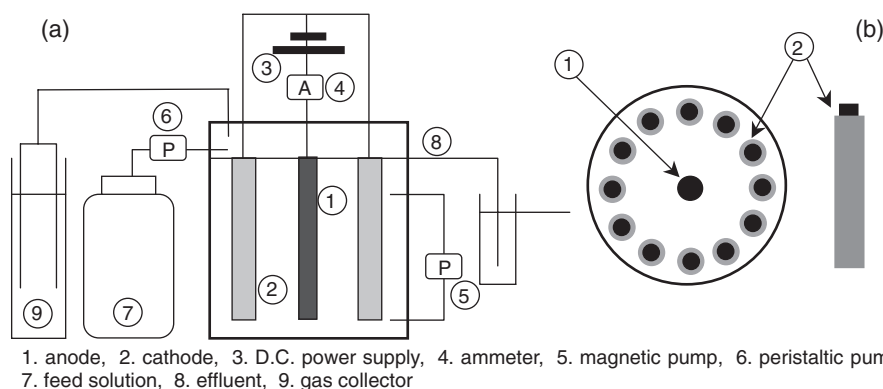 (a)
(b)
3
A
4
6
P
8
1
2
P
5
9
7
1
2
1. anode, 2. cathode, 3. D.C. power supply, 4. ammeter, 5. magnetic pump, 6. peristaltic pum
7. feed solution, 8. effluent, 9. gas collector